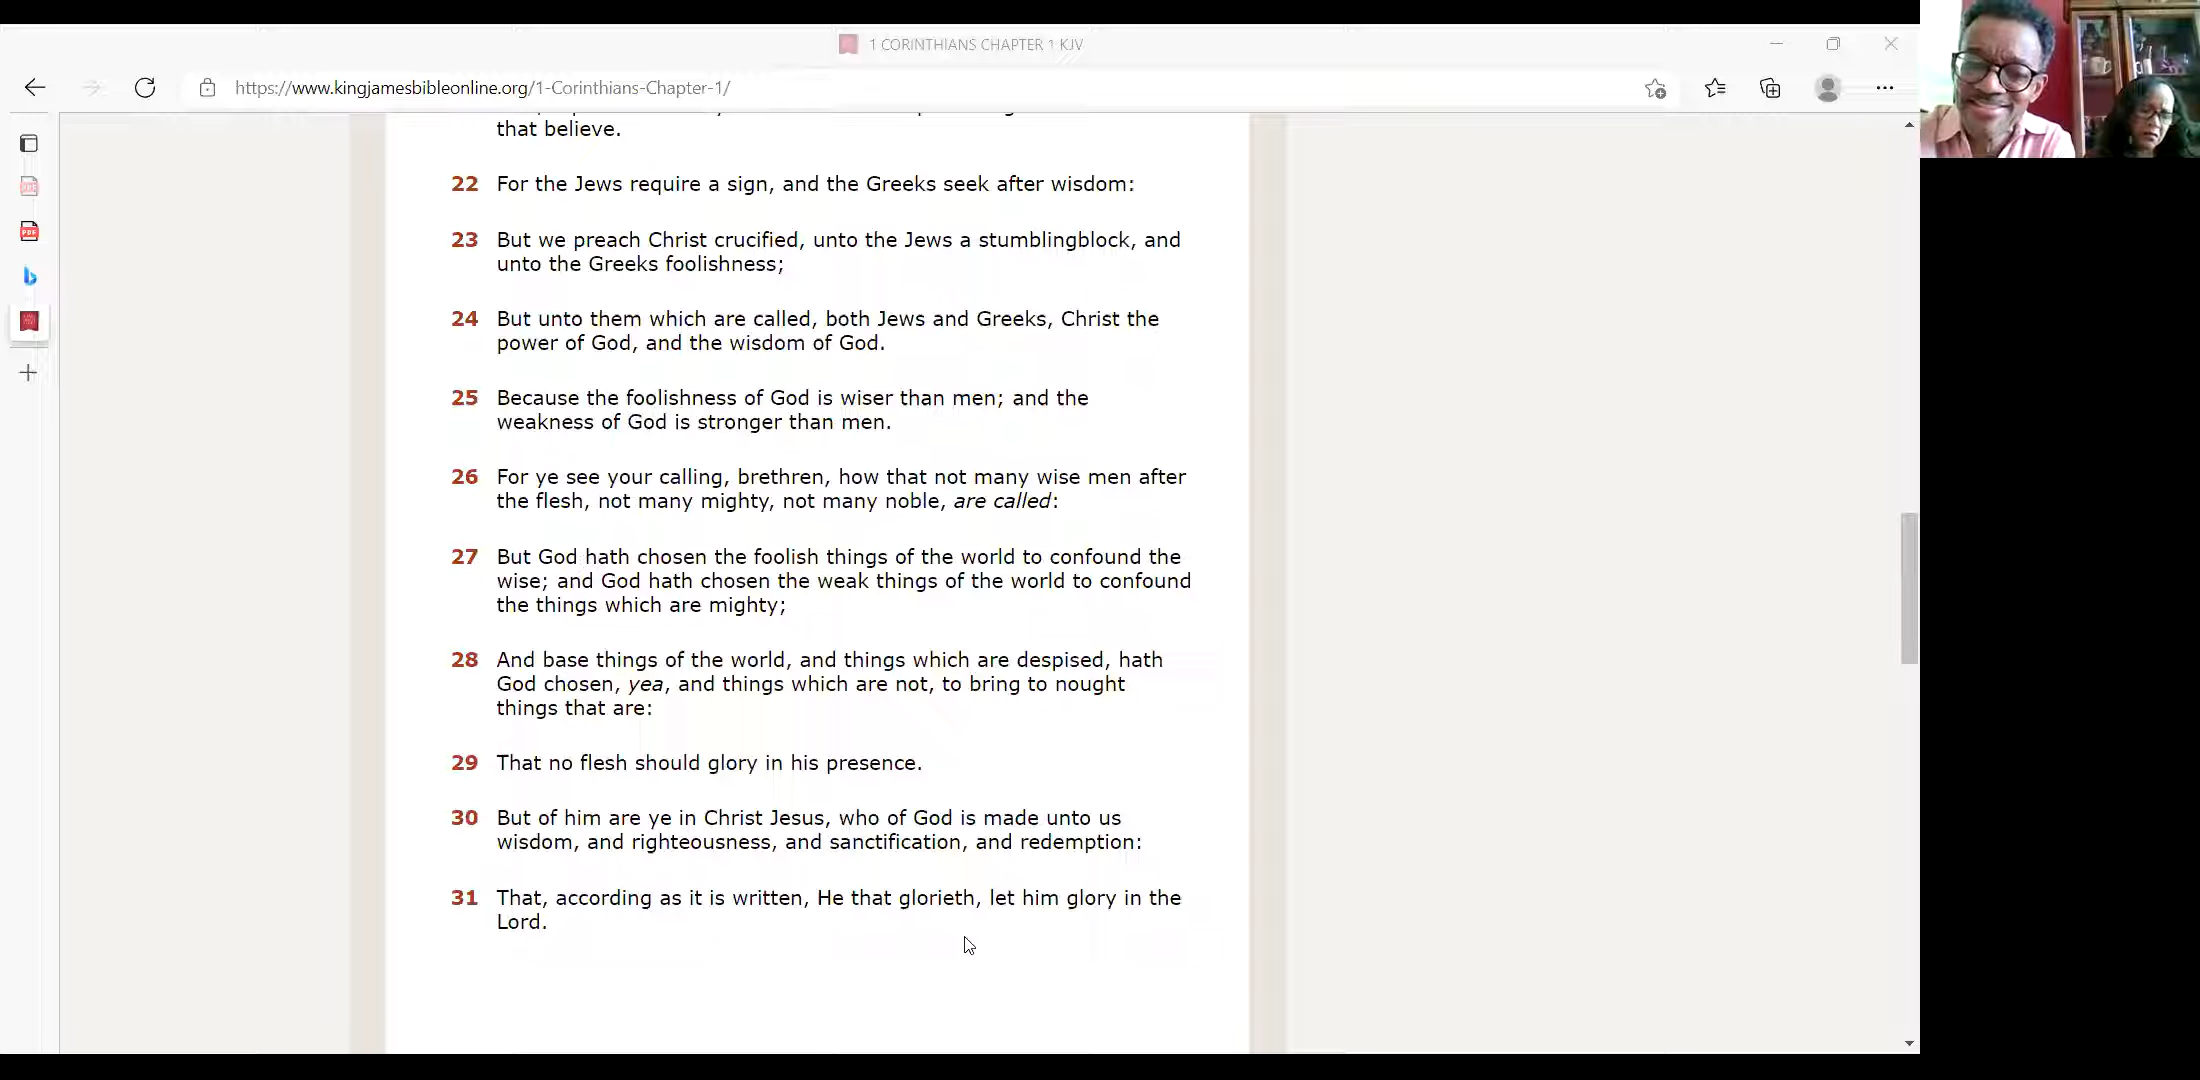 1 CORINTHIANS CHAPTER 1 KJV
https://www.kingjamesbibleonline.org/1-Corinthians-Chapter-1/
that believe.
22 For the Jews require a sign, and the Greeks seek after wisdom:
23 But we preach Christ crucified, unto the Jews a stumblingblock, and
unto the Greeks foolishness;
24 But unto them which are called, both Jews and Greeks, Christ the
power of God, and the wisdom of God.
25 Because the foolishness of God is wiser than men; and the
weakness of God is stronger than men.
26 For ye see your calling, brethren, how that not many wise men after
the flesh, not many mighty, not many noble, are called:
27 But God hath chosen the foolish things of the world to confound the
wise; and God hath chosen the weak things of the world to confound
the things which are mighty;
28 And base things of the world, and things which are despised, hath
God chosen, yea, and things which are not, to bring to nought
things that are:
29 That no flesh should glory in his presence.
30 But of him are ye in Christ Jesus, who of God is made unto us
wisdom, and righteousness, and sanctification, and redemption:
31 That, according as it is written, He that glorieth, let him glory in the
Lord.